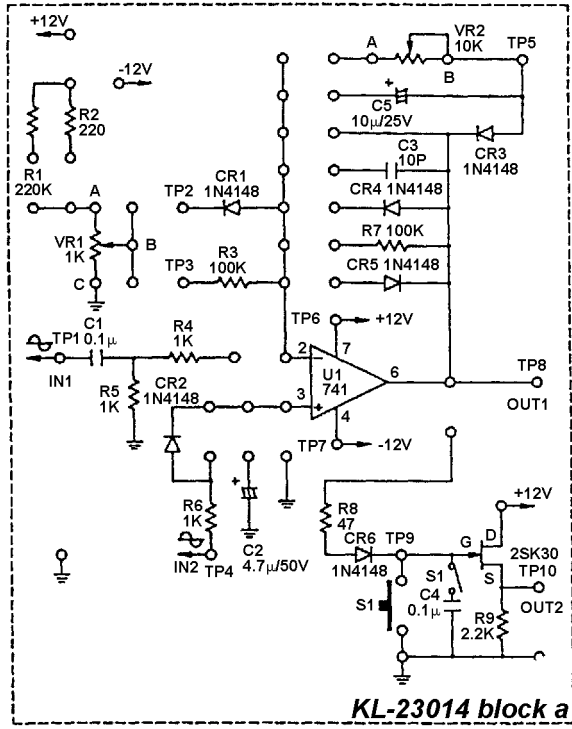 +12V
-12V
R2
220
R1
220K
A
VR1
1K
B
C
TP2
CR1
1N4148
TP3
R3
100K
A
VR2
10K
B
TP5
+
C5
10μ/25V
C3
10P
CR3
1N4148
CR4 1N4148
R7 100K
CR5 1N4148
TP6
+12V
2
−
7
U1
741
6
3
+
4
TP7
-12V
TP8
OUT1
TP1
C1
0.1μ
IN1
R4
1K
R5
1K
CR2
1N4148
R6
1K
IN2
TP4
+
C2
4.7μ/50V
R8
47
CR6
1N4148
TP9
S1
S1
C4
0.1μ
G
D
S
+12V
2SK30
TP10
OUT2
R9
2.2K
KL-23014 block a